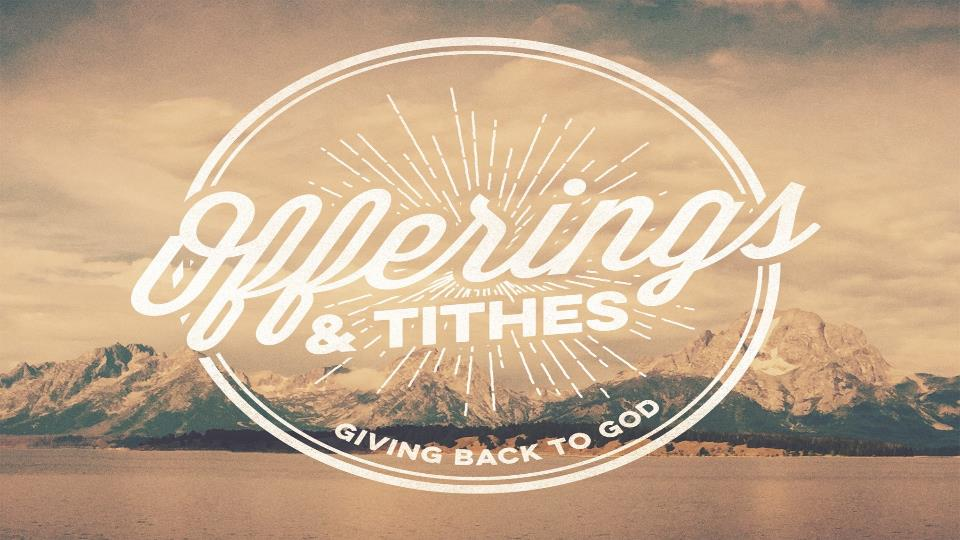 Offerings
& TITHES
GIVING BACK TO GOD